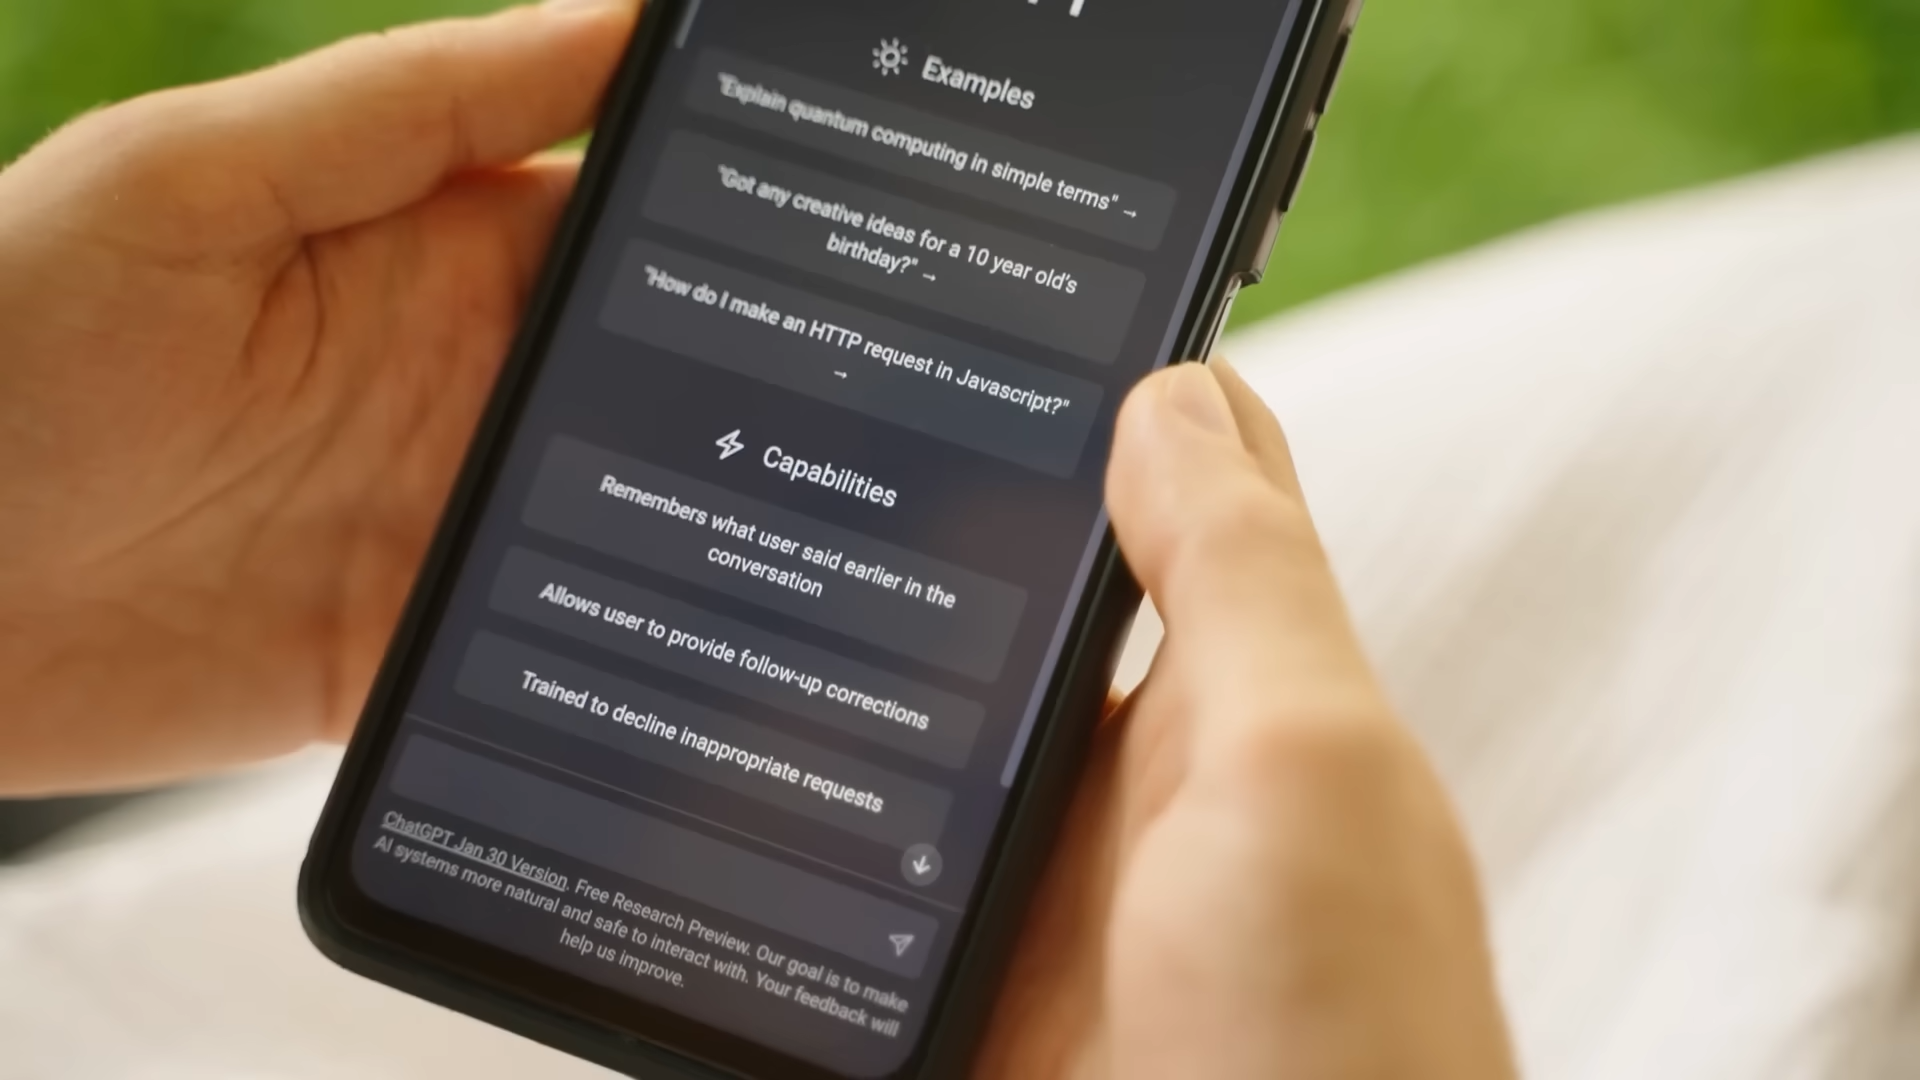 Examples
"Explain quantum computing in simple terms" →
"Got any creative ideas for a 10 year old's
birthday?" →
"How do I make an HTTP request in Javascript?"
→
Capabilities
Remembers what user said earlier in the
conversation
Allows user to provide follow-up corrections
Trained to decline inappropriate requests
ChatGPT Jan 30 Version. Free Research Preview. Our goal is to make
AI systems more natural and safe to interact with. Your feedback will
help us improve.